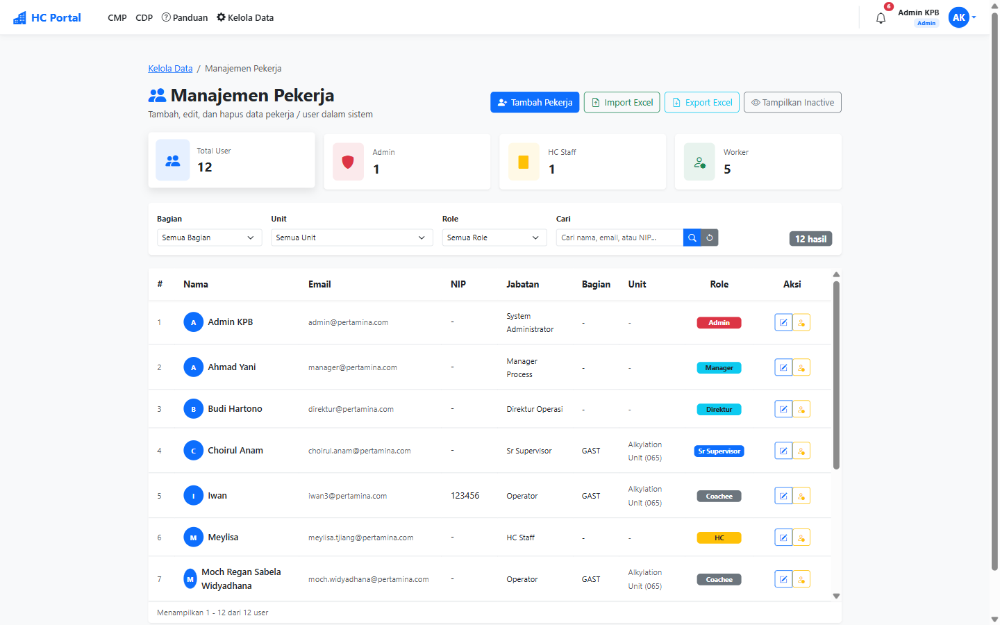 HC Portal CMP CDP Panduan Kelola Data 6 Admin KPB Admin AK
Kelola Data / Manajemen Pekerja
Manajemen Pekerja
Tambah, edit, dan hapus data pekerja / user dalam sistem
Tambah Pekerja Import Excel Export Excel Tampilkan Inactive
Total User
12
Admin
1
HC Staff
1
Worker
5
Bagian Unit Role Cari
Semua Bagian Semua Unit Semua Role Cari nama, email, atau NIP... 12 hasil
# Nama Email NIP Jabatan Bagian Unit Role Aksi
1 A Admin KPB admin@pertamina.com - System Administrator - - Admin
2 A Ahmad Yani manager@pertamina.com - Manager Process - - Manager
3 B Budi Hartono direktur@pertamina.com - Direktur Operasi - - Direktur
4 C Choirul Anam choirul.anam@pertamina.com - Sr Supervisor GAST Alkylation Unit (065) Sr Supervisor
5 I Iwan iwan3@pertamina.com 123456 Operator GAST Alkylation Unit (065) Coachee
6 M Meylisa meylisa.tjiang@pertamina.com - HC Staff - - HC
7 M Moch Regan Sabela Widyadhana moch.widyadhana@pertamina.com - Operator GAST Alkylation Unit (065) Coachee
Menampilkan 1 - 12 dari 12 user